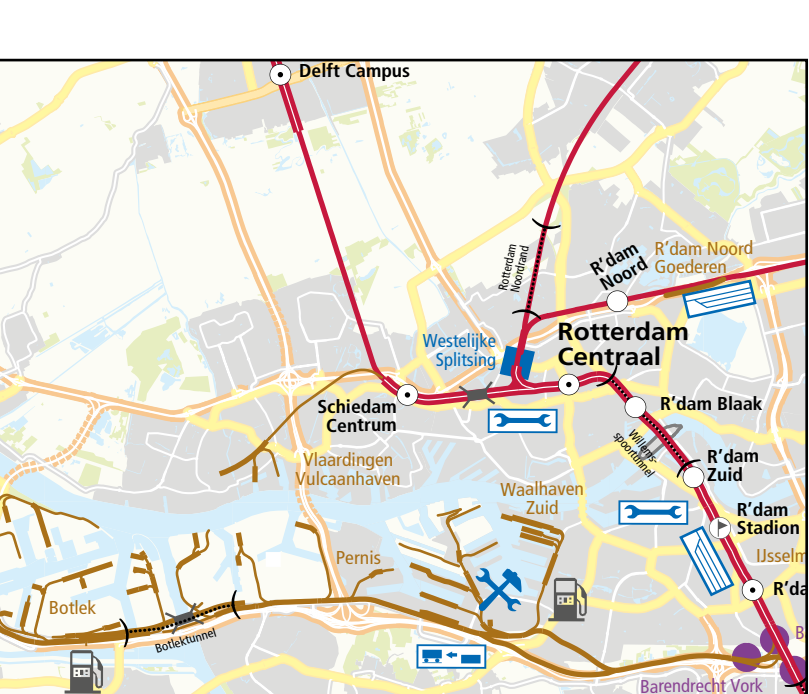 Delft Campus
Rotterdam
Noordrand
R'dam
Noord
R'dam Noord
Goederen
Westelijke
Splitsing
Rotterdam
Centraal
Schiedam
Centrum
R'dam Blaak
Willems-
spoortunnel
R'dam
Zuid
Vlaardingen
Vulcaanhaven
Waalhaven
Zuid
R'dam
Stadion
IJsselm
Pernis
R'da
Botlek
Botlektunnel
B
Barendrecht Vork